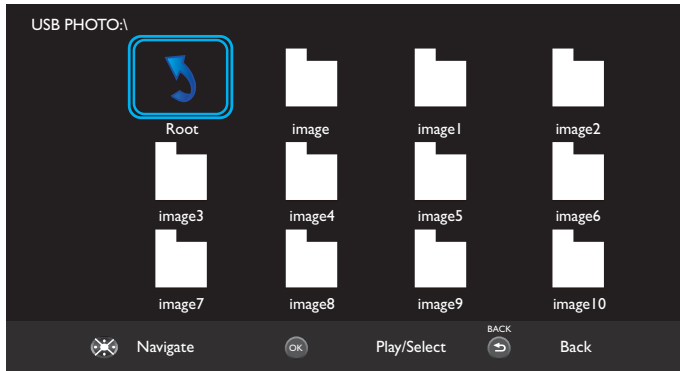 USB PHOTO:\
Root image image1 image2
image3 image4 image5 image6
image7 image8 image9 image10
BACK
Navigate OK Play/Select Back